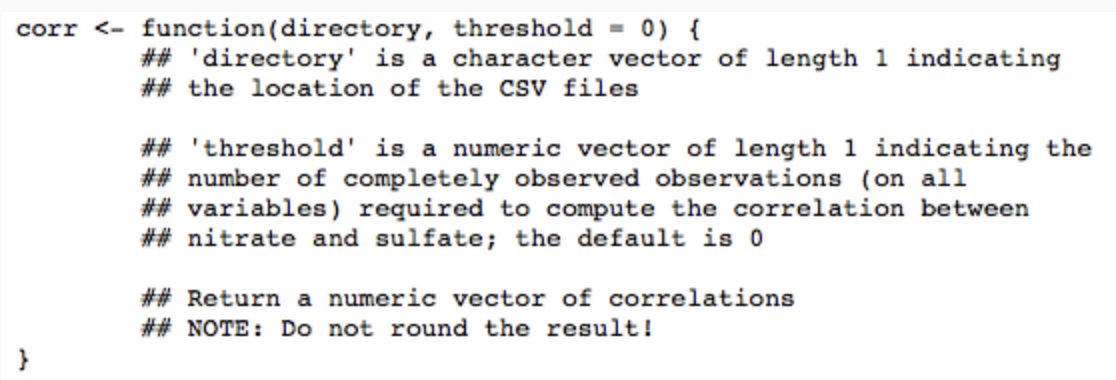 corr <- function(directory, threshold = 0) {
## 'directory' is a character vector of length 1 indicating
## the location of the CSV files
## 'threshold' is a numeric vector of length 1 indicating the
## number of completely observed observations (on all
## variables) required to compute the correlation between
## nitrate and sulfate; the default is 0
## Return a numeric vector of correlations
## NOTE: Do not round the result!
}